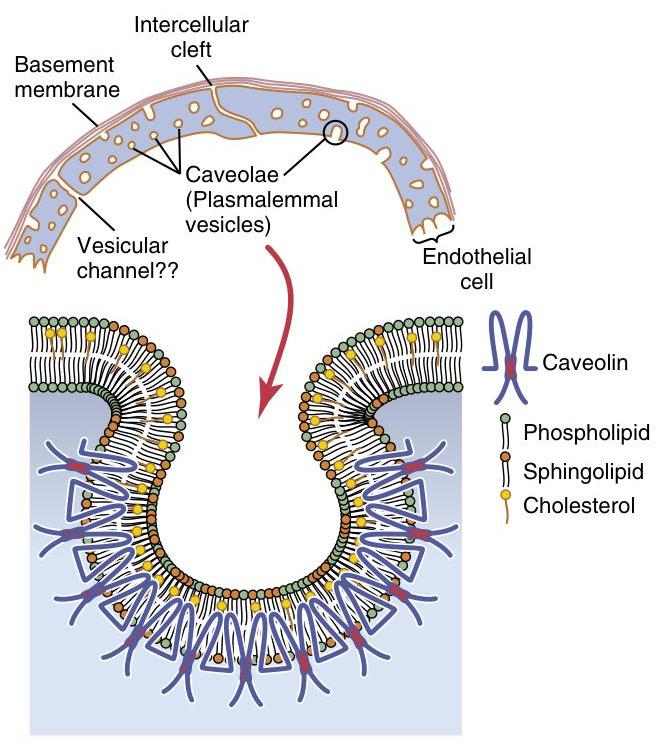 Intercellular
cleft
Basement
membrane
Caveolae
(Plasmalemmal
vesicles)
Vesicular
channel??
Endothelial
cell
Caveolin
Phospholipid
Sphingolipid
Cholesterol